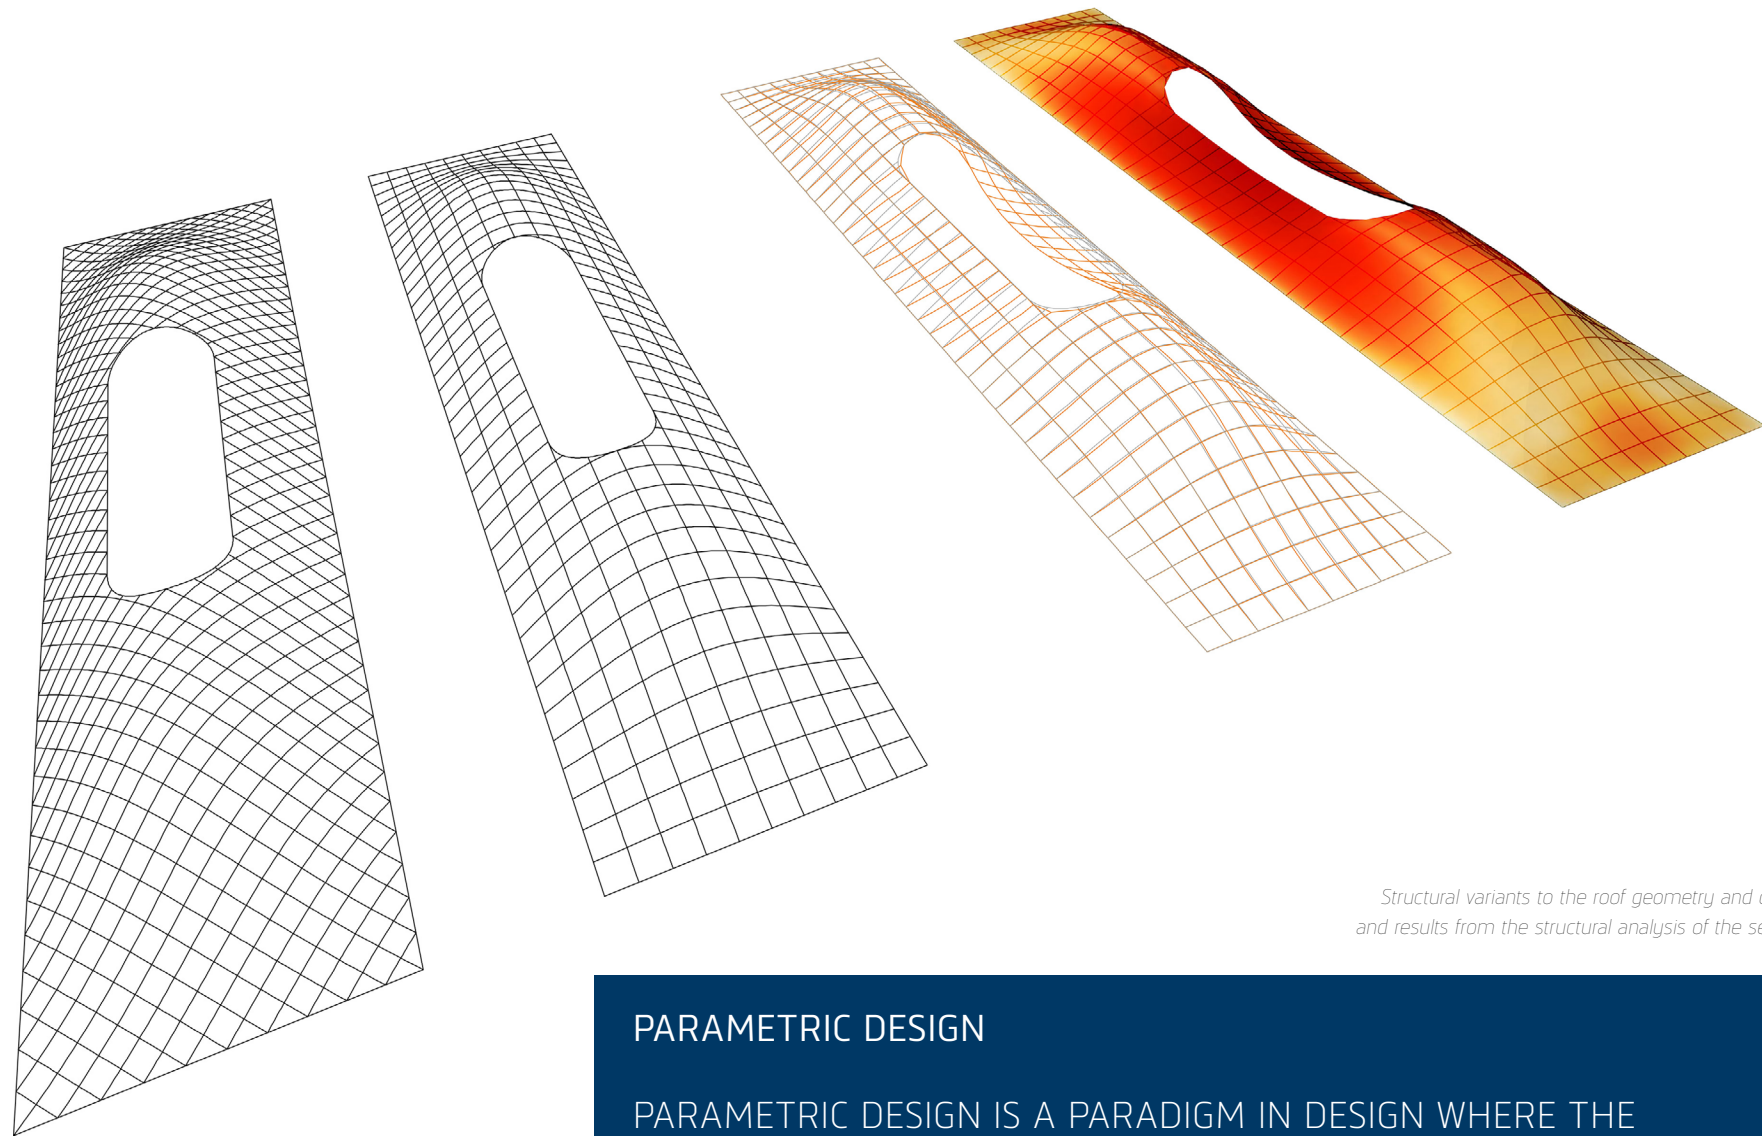 Structural variants to the roof geometry and
and results from the structural analysis of the
PARAMETRIC DESIGN
PARAMETRIC DESIGN IS A PARADIGM IN DESIGN WHERE THE